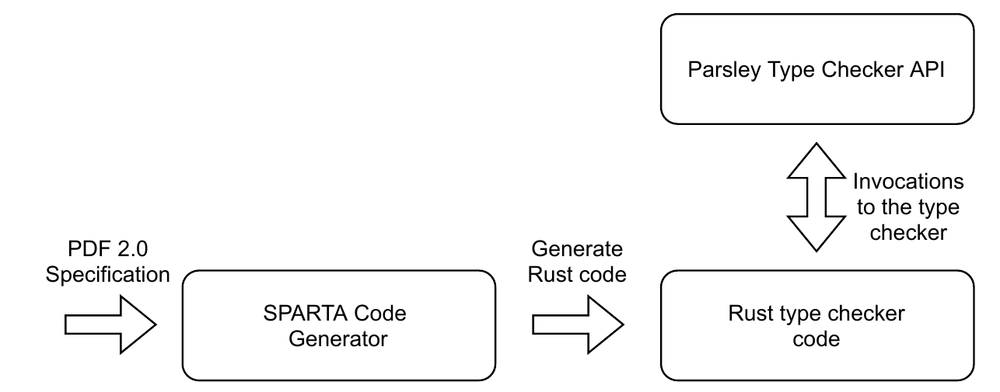 Parsley Type Checker API
Invocations
to the type
checker
PDF 2.0
Specification
SPARTA Code
Generator
Generate
Rust code
Rust type checker
code